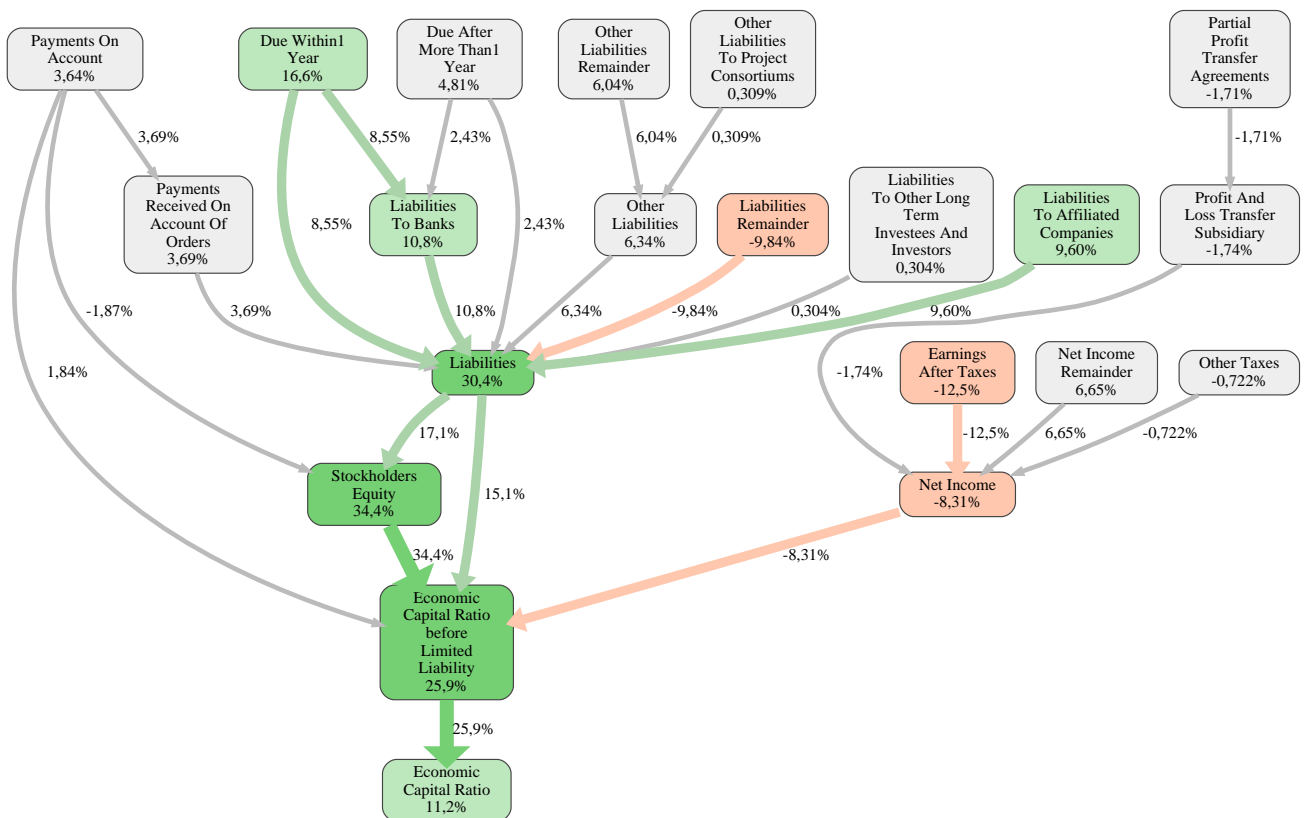 Payments On
Account
3,64%
Due Within1
Year
16,6%
Due After
More Than1
Year
4,81%
Other
Liabilities
Remainder
6,04%
Other
Liabilities
To Project
Consortiums
0,309%
Partial
Profit
Transfer
Agreements
-1,71%
3,69%
8,55%
2,43%
6,04%
0,309%
-1,71%
Payments
Received On
Account Of
Orders
3,69%
Liabilities
To Banks
10,8%
Other
Liabilities
6,34%
Liabilities
Remainder
-9,84%
Liabilities
To Other Long
Term
Investees And
Investors
0,304%
Liabilities
To Affiliated
Companies
9,60%
Profit And
Loss Transfer
Subsidiary
-1,74%
8,55%
2,43%
-1,87%
3,69%
10,8%
6,34%
-9,84%
0,304%
9,60%
1,84%
Liabilities
30,4%
-1,74%
Earnings
After Taxes
-12,5%
Net Income
Remainder
6,65%
Other Taxes
-0,722%
17,1%
-12,5%
6,65%
-0,722%
Stockholders
Equity
34,4%
15,1%
Net Income
-8,31%
34,4%
-8,31%
Economic
Capital Ratio
before
Limited
Liability
25,9%
25,9%
Economic
Capital Ratio
11,2%